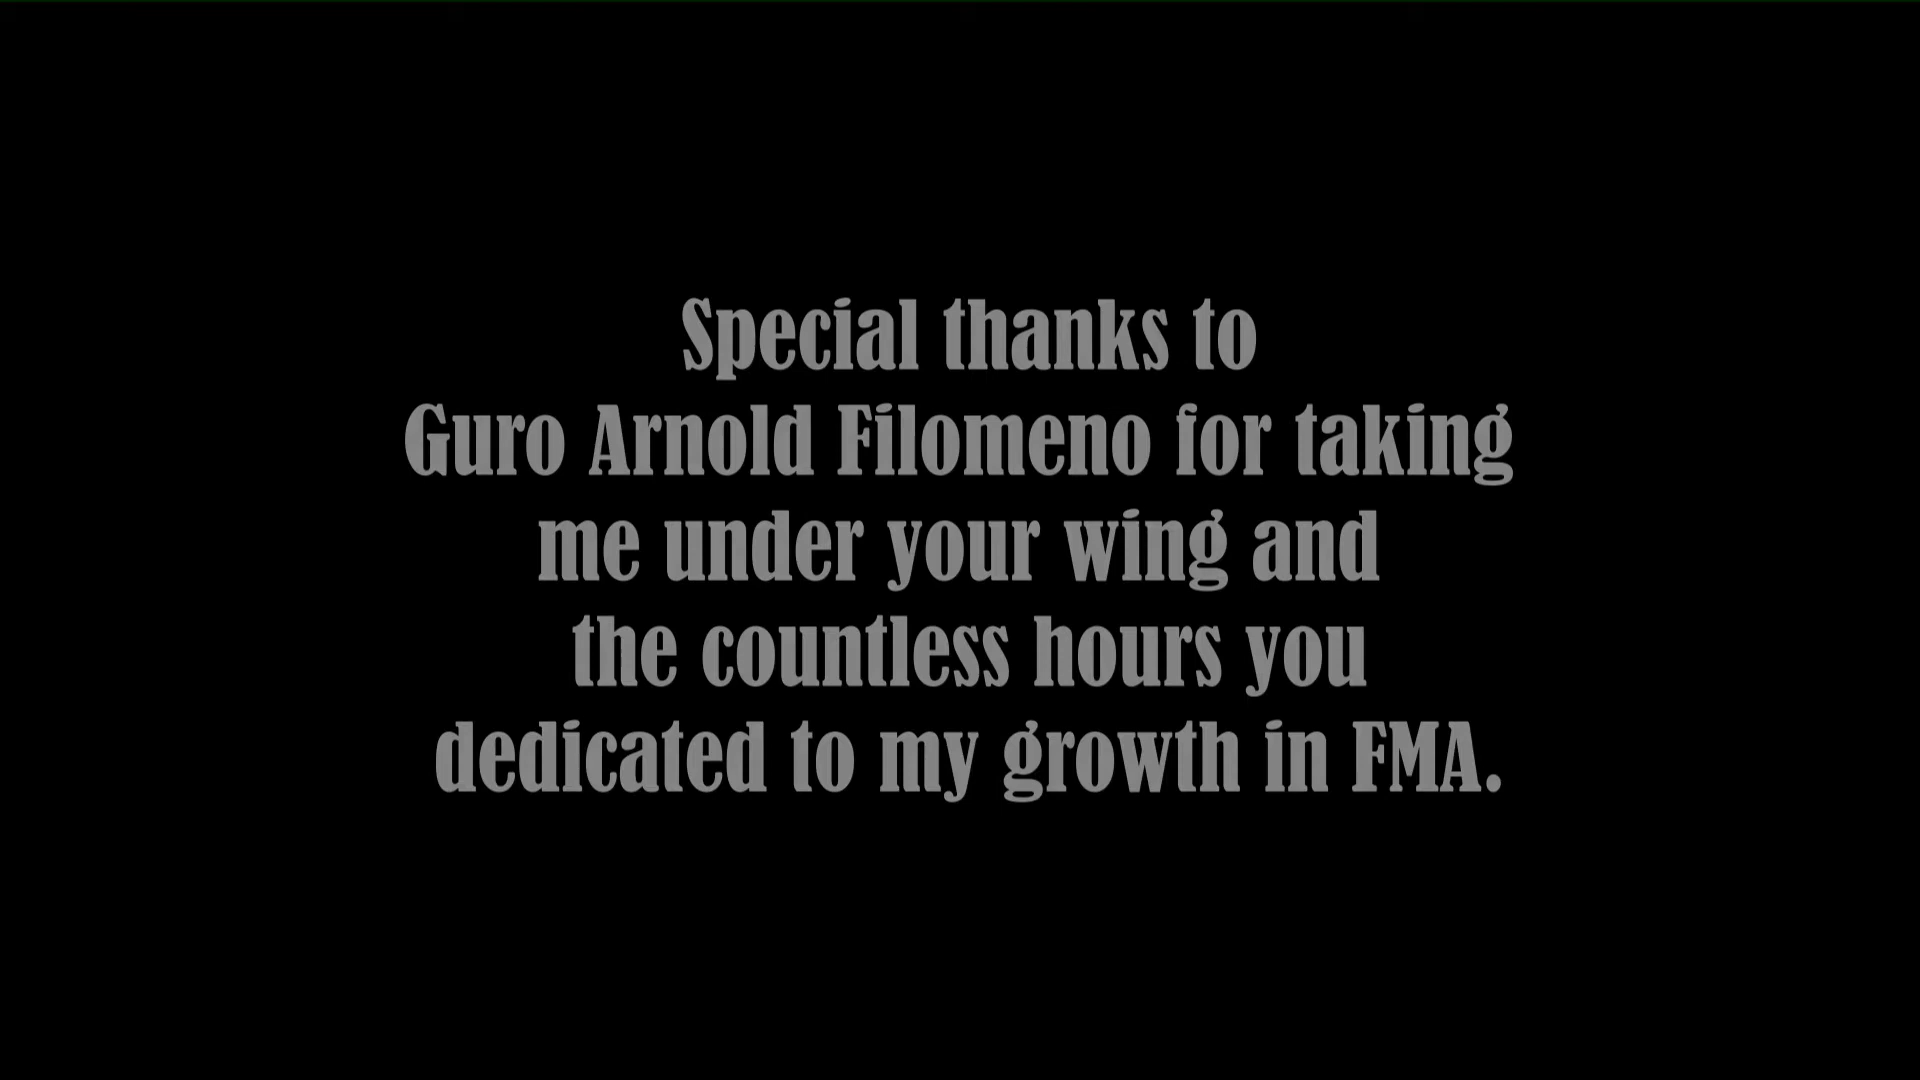 Special thanks to
Guro Arnold Filomeno for taking
me under your wing and
the countless hours you
dedicated to my growth in FMA.